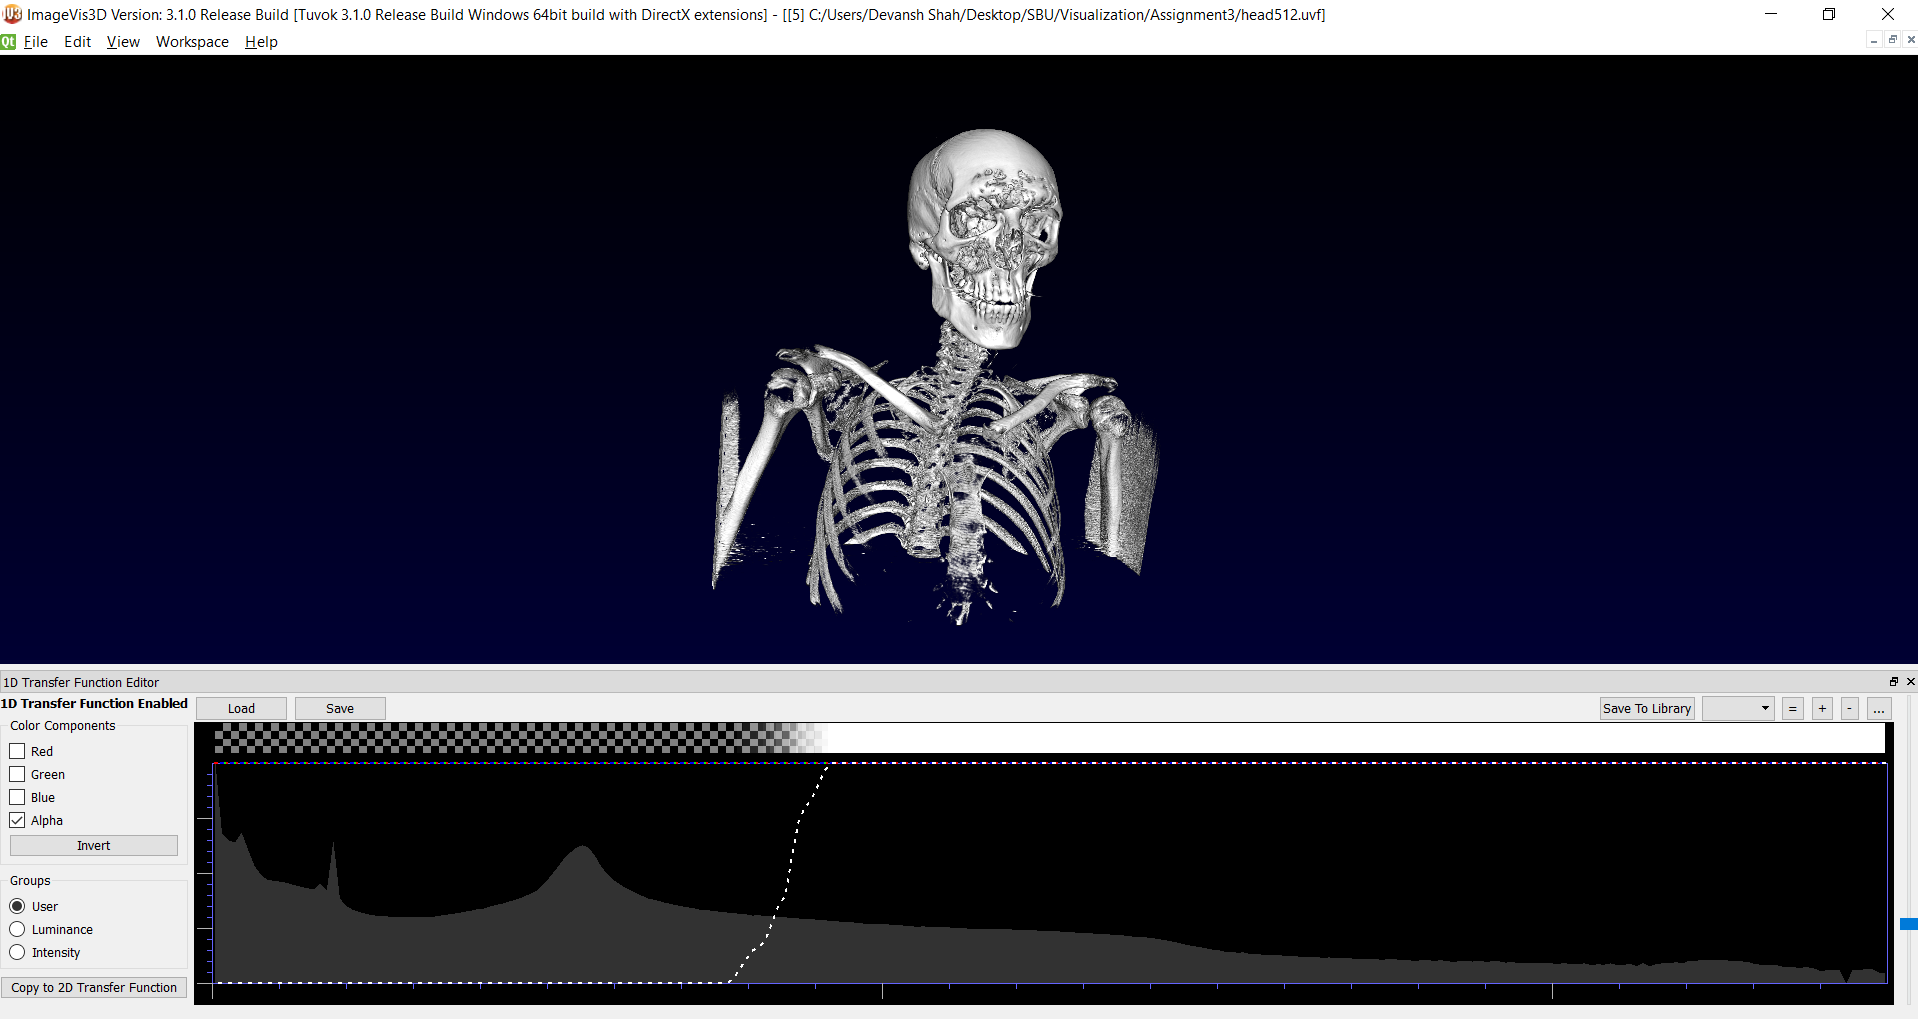 ImageVis3D Version: 3.1.0 Release Build [Tuvok 3.1.0 Release Build Windows 64bit build with DirectX extensions] - [[5] C:/Users/Devansh Shah/Desktop/SBU/Visualization/Assignment3/head512.uvf]
Qt File Edit View Workspace Help
1D Transfer Function Editor
1D Transfer Function Enabled Load Save Save To Library = + - ...
Color Components
Red
Green
Blue
Alpha
Invert
Groups
User
Luminance
Intensity
Copy to 2D Transfer Function